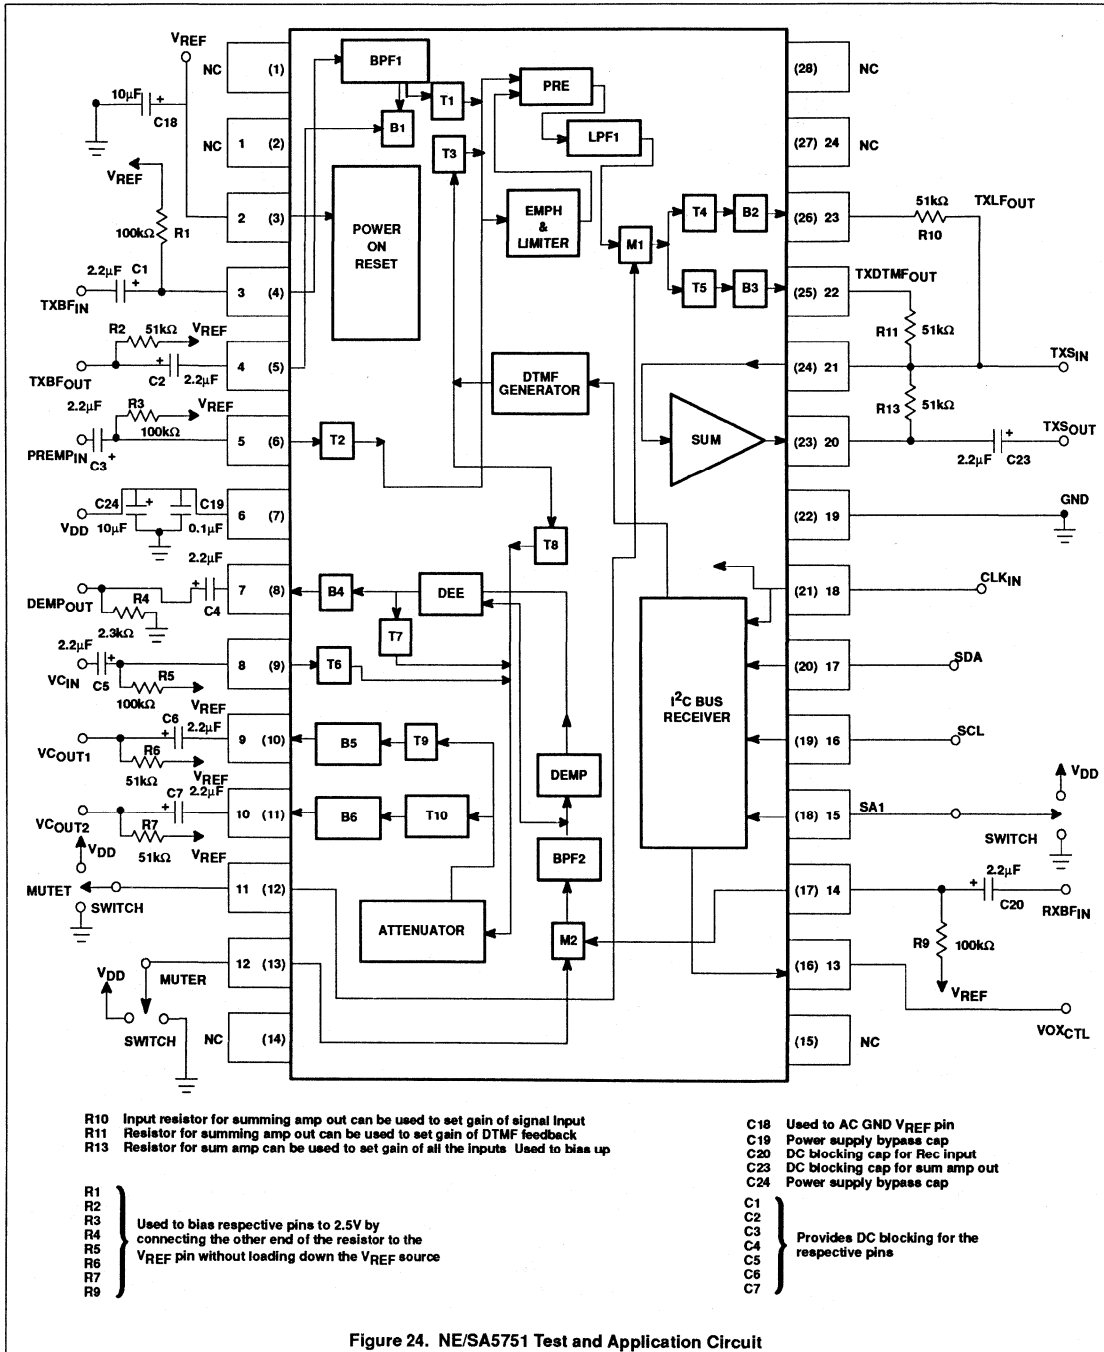 VREF
NC (1)
BPF1
T1
B1
PRE
(28) NC
10µF +
C18
NC 1 (2)
T3
LPF1
(27) 24 NC
VREF
100kΩ R1
2 (3)
POWER
ON
RESET
EMPH
&
LIMITER
M1
T4 B2
(26) 23
51kΩ
R10
TXLFOUT
2.2µF C1
+
TXBFIN
3 (4)
T5 B3
(25) 22
TXDTMFOUT
R11 51kΩ
R2 51kΩ VREF
+
TXBFOUT
C2 2.2µF
4 (5)
DTMF
GENERATOR
(24) 21
TXSIN
R13 51kΩ
2.2µF R3 VREF
100kΩ
PREMPIN
C3 +
5 (6)
T2
SUM
(23) 20
+
2.2µF C23
TXSOUT
C24 + C19
VDD 10µF 0.1µF
6 (7)
(22) 19
GND
T8
2.2µF
+
DEMPOUT
R4 C4
2.3kΩ
7 (8)
B4
DEE
T7
(21) 18
CLKIN
2.2µF
+
VCIN
C5 R5
100kΩ VREF
8 (9)
T6
I2C BUS
RECEIVER
(20) 17
SDA
C6
+ 2.2µF
VCOUT1
R6
51kΩ VREF
9 (10)
B5
T9
DEMP
(19) 16
SCL
VDD
C7 2.2µF
+
VCOUT2
R7
51kΩ VREF
10 (11)
B6
T10
BPF2
(18) 15
SA1
SWITCH
VDD
MUTET
SWITCH
11 (12)
ATTENUATOR
M2
(17) 14
2.2µF
+
C20
RXBFIN
R9 100kΩ
VREF
VDD
MUTER
SWITCH
12 (13)
(16) 13
VOXCTL
NC (14)
(15) NC
R10 Input resistor for summing amp out can be used to set gain of signal Input
R11 Resistor for summing amp out can be used to set gain of DTMF feedback
R13 Resistor for sum amp can be used to set gain of all the inputs Used to bias up
C18 Used to AC GND VREF pin
C19 Power supply bypass cap
C20 DC blocking cap for Rec input
C23 DC blocking cap for sum amp out
C24 Power supply bypass cap
R1
R2
R3
R4
R5
R6
R7
R9
Used to bias respective pins to 2.5V by
connecting the other end of the resistor to the
VREF pin without loading down the VREF source
C1
C2
C3
C4
C5
C6
C7
Provides DC blocking for the
respective pins
Figure 24. NE/SA5751 Test and Application Circuit